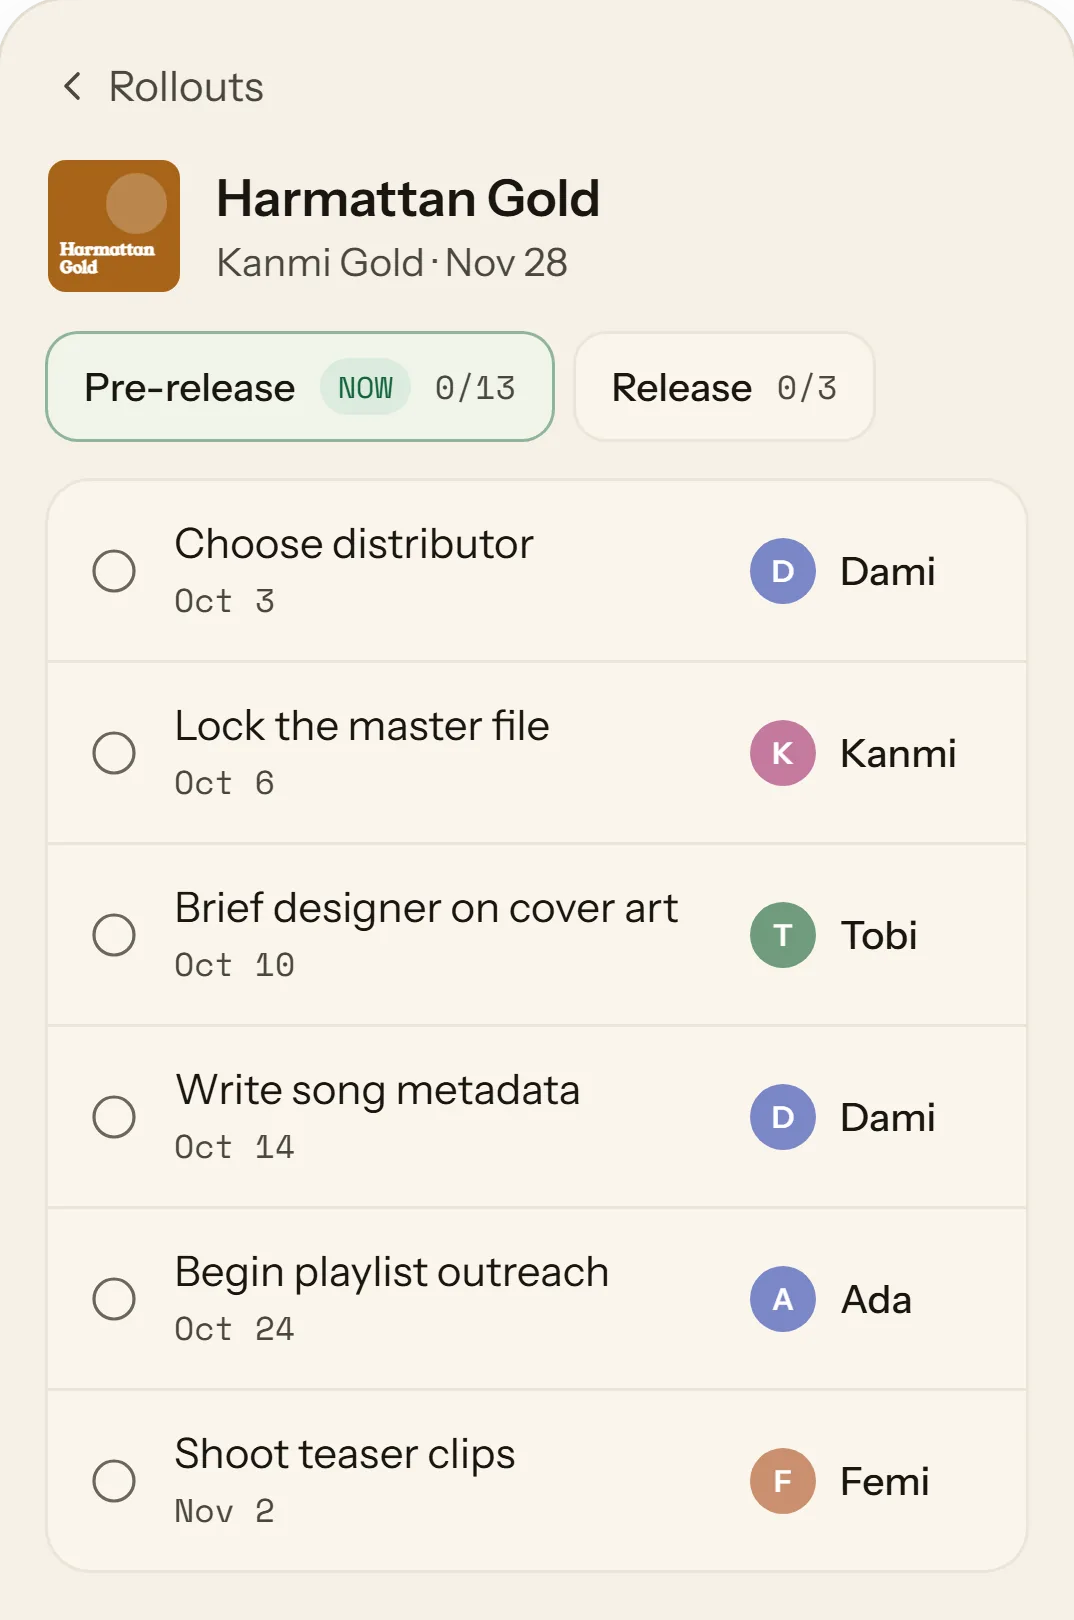 Rollouts
Harmattan
Gold
Harmattan Gold
Kanmi Gold · Nov 28
Pre-release NOW 0/13 Release 0/3
Choose distributor
Oct 3
D Dami
Lock the master file
Oct 6
K Kanmi
Brief designer on cover art
Oct 10
T Tobi
Write song metadata
Oct 14
D Dami
Begin playlist outreach
Oct 24
A Ada
Shoot teaser clips
Nov 2
F Femi